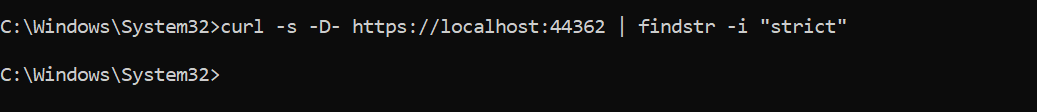 C:\Windows\System32>curl -s -D- https://localhost:44362 | findstr -i "strict"
C:\Windows\System32>